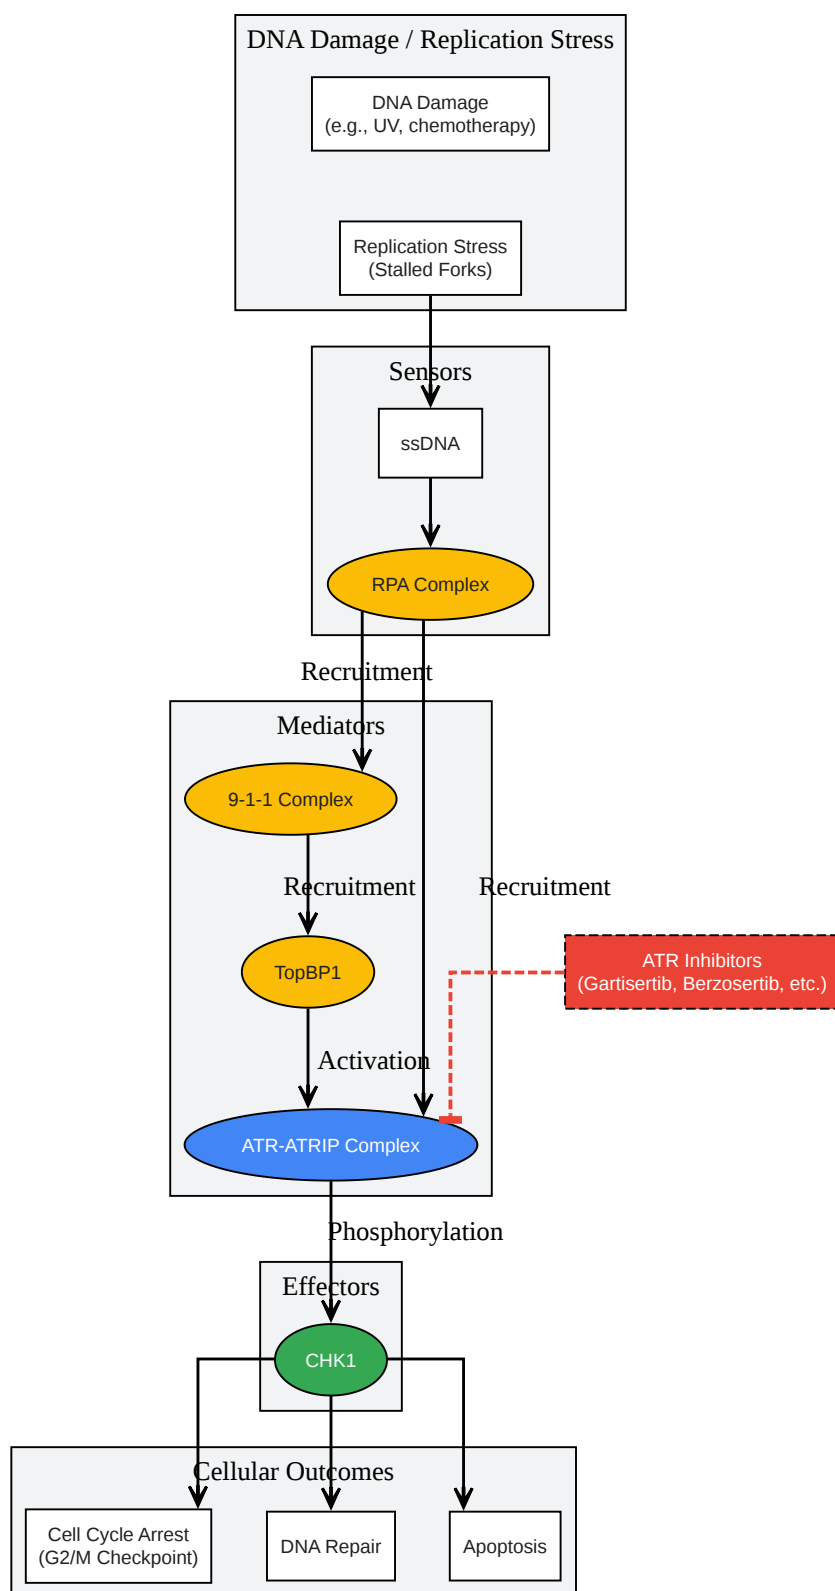 DNA Damage / Replication Stress
DNA Damage
(e.g., UV, chemotherapy)
Replication Stress
(Stalled Forks)
Sensors
ssDNA
RPA Complex
Recruitment
Mediators
9-1-1 Complex
Recruitment
Recruitment
ATR Inhibitors
(Gartisertib, Berzosertib, etc.)
TopBP1
Activation
ATR-ATRIP Complex
Phosphorylation
Effectors
CHK1
Cellular Outcomes
Cell Cycle Arrest
(G2/M Checkpoint)
DNA Repair
Apoptosis